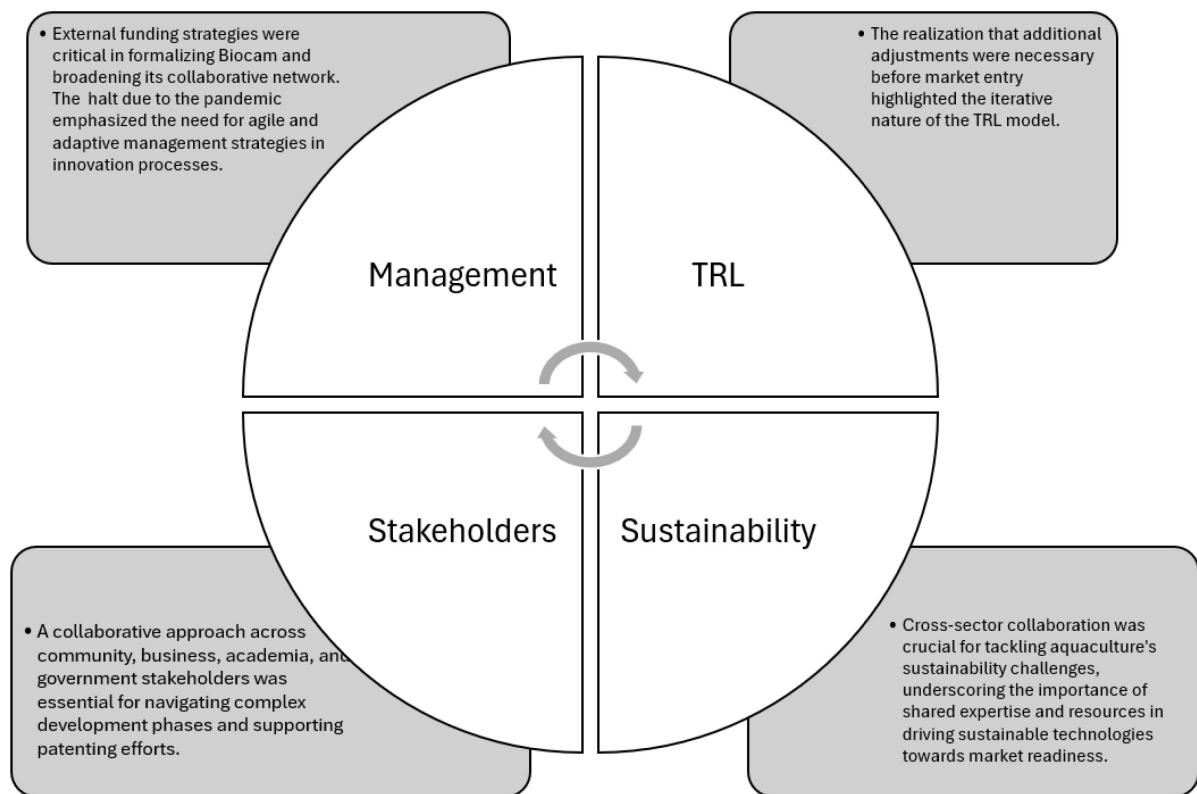 • External funding strategies were
critical in formalizing Biocam and
broadening its collaborative network.
The halt due to the pandemic
emphasized the need for agile and
adaptive management strategies in
innovation processes.
• The realization that additional
adjustments were necessary
before market entry
highlighted the iterative
nature of the TRL model.
Management
TRL
Stakeholders
Sustainability
• A collaborative approach across
community, business, academia, and
government stakeholders was
essential for navigating complex
development phases and supporting
patenting efforts.
• Cross-sector collaboration was
crucial for tackling aquaculture's
sustainability challenges,
underscoring the importance of
shared expertise and resources in
driving sustainable technologies
towards market readiness.